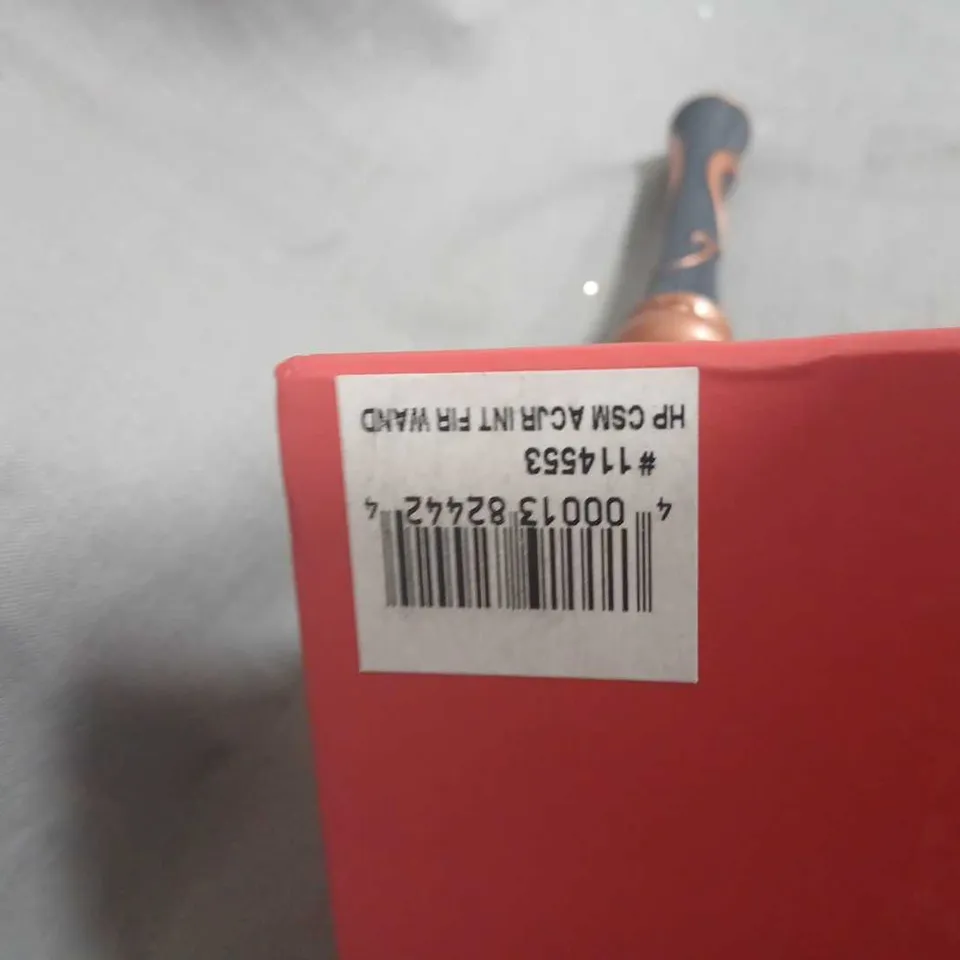 HP CSM ACJR INT FIR WAND
#114553
4 00013 82442 4